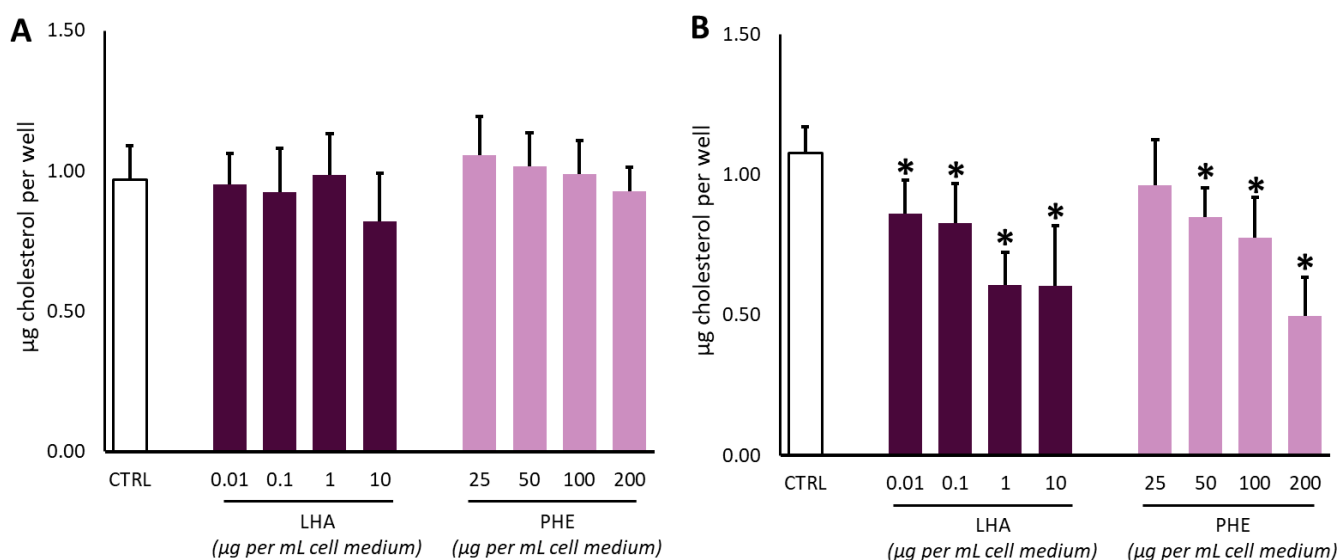 A
1.50
1.00
0.50
0.00
µg cholesterol per well
CTRL 0.01 0.1 1 10 25 50 100 200
LHA PHE
(µg per mL cell medium) (µg per mL cell medium)
B
1.50
1.00
0.50
0.00
µg cholesterol per well
* * * * * * *
CTRL 0.01 0.1 1 10 25 50 100 200
LHA PHE
(µg per mL cell medium) (µg per mL cell medium)